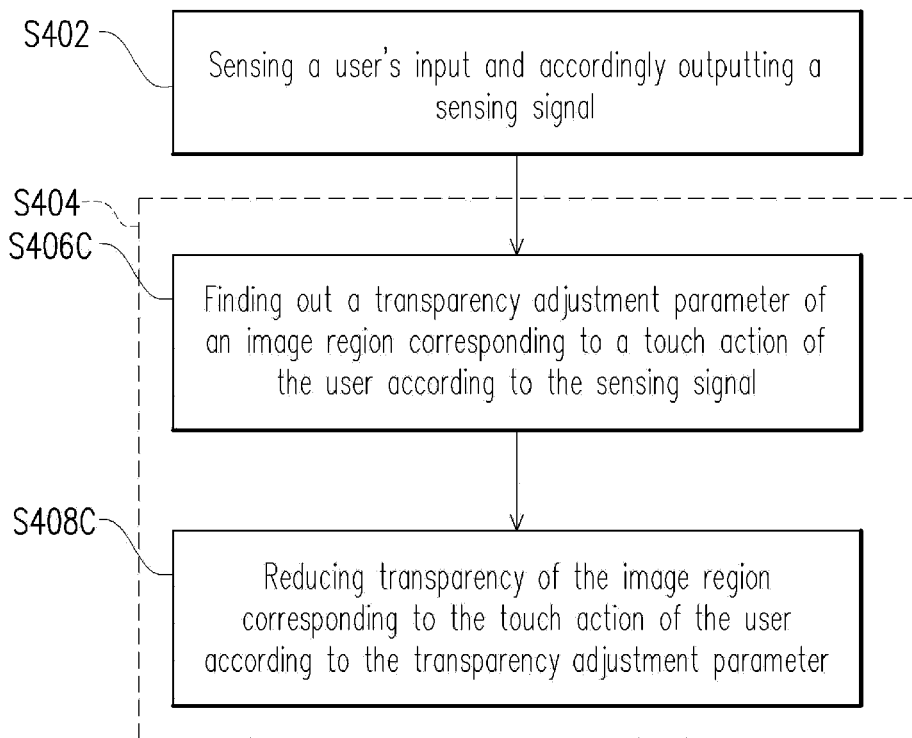 S402
Sensing a user's input and accordingly outputting a
sensing signal
S404
S406C
Finding out a transparency adjustment parameter of
an image region corresponding to a touch action of
the user according to the sensing signal
S408C
Reducing transparency of the image region
corresponding to the touch action of the user
according to the transparency adjustment parameter